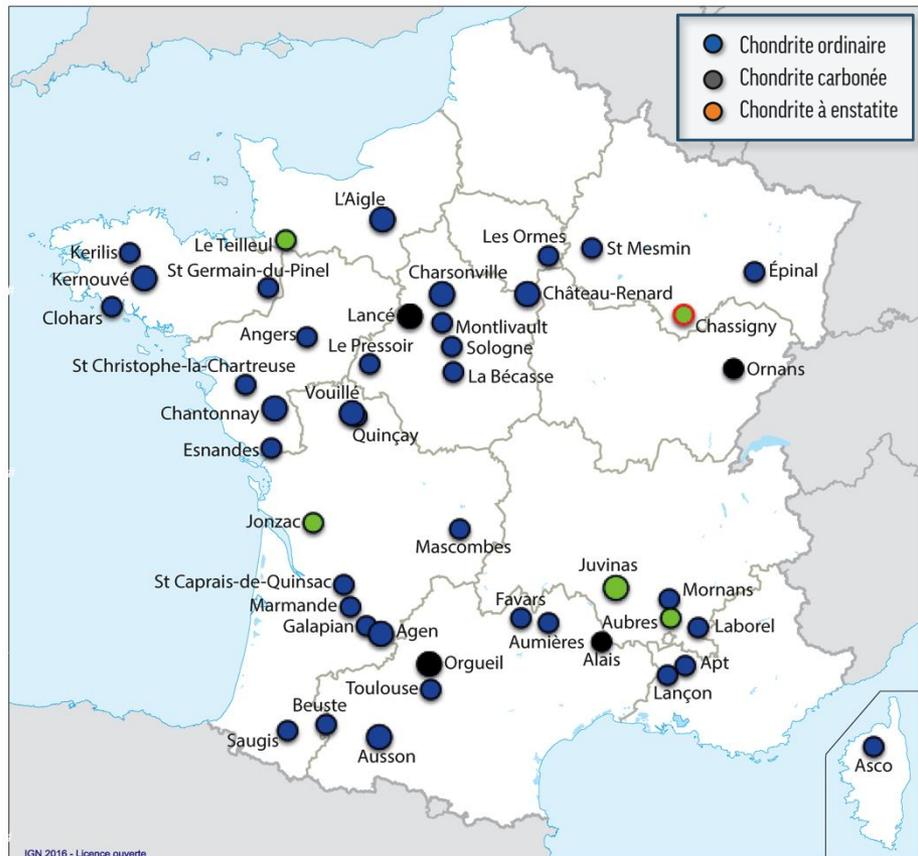 Chondrite ordinaire
Chondrite carbonée
Chondrite à enstatite
L'Aigle
Le Teilleul
Les Ormes
St Mesmin
Kerilis
Kernouvé
St Germain-du-Pinel
Charsonville
Épinal
Château-Renard
Clohars
Lancé
Montlivault
Chassigny
Angers
Le Pressoir
Sologne
St Christophe-la-Chartreuse
La Bécasse
Ornans
Vouillé
Chantonnay
Quinçay
Esnandes
Jonzac
Mascombes
Juvinas
St Caprais-de-Quinsac
Mornans
Marmande
Favars
Galapian
Agen
Aumières
Aubres
Laborel
Alais
Orgueil
Apt
Toulouse
Lançon
Beuste
Saugis
Ausson
Asco
IGN 2016 - Licence ouverte